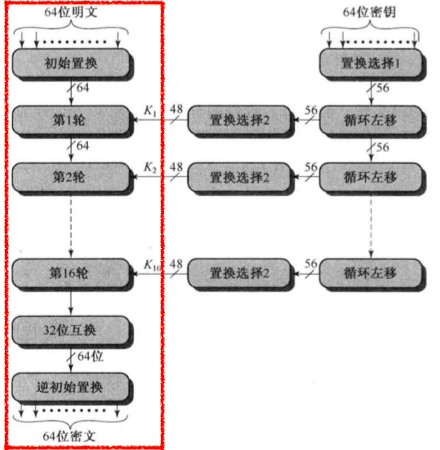 64位明文 64位密钥
初始置换 置换选择1
64 56
第1轮 K1 48 置换选择2 56 循环左移
64 56
第2轮 K2 48 置换选择2 56 循环左移
第16轮 K16 48 置换选择2 56 循环左移
32位互换
64位
逆初始置换
64位密文